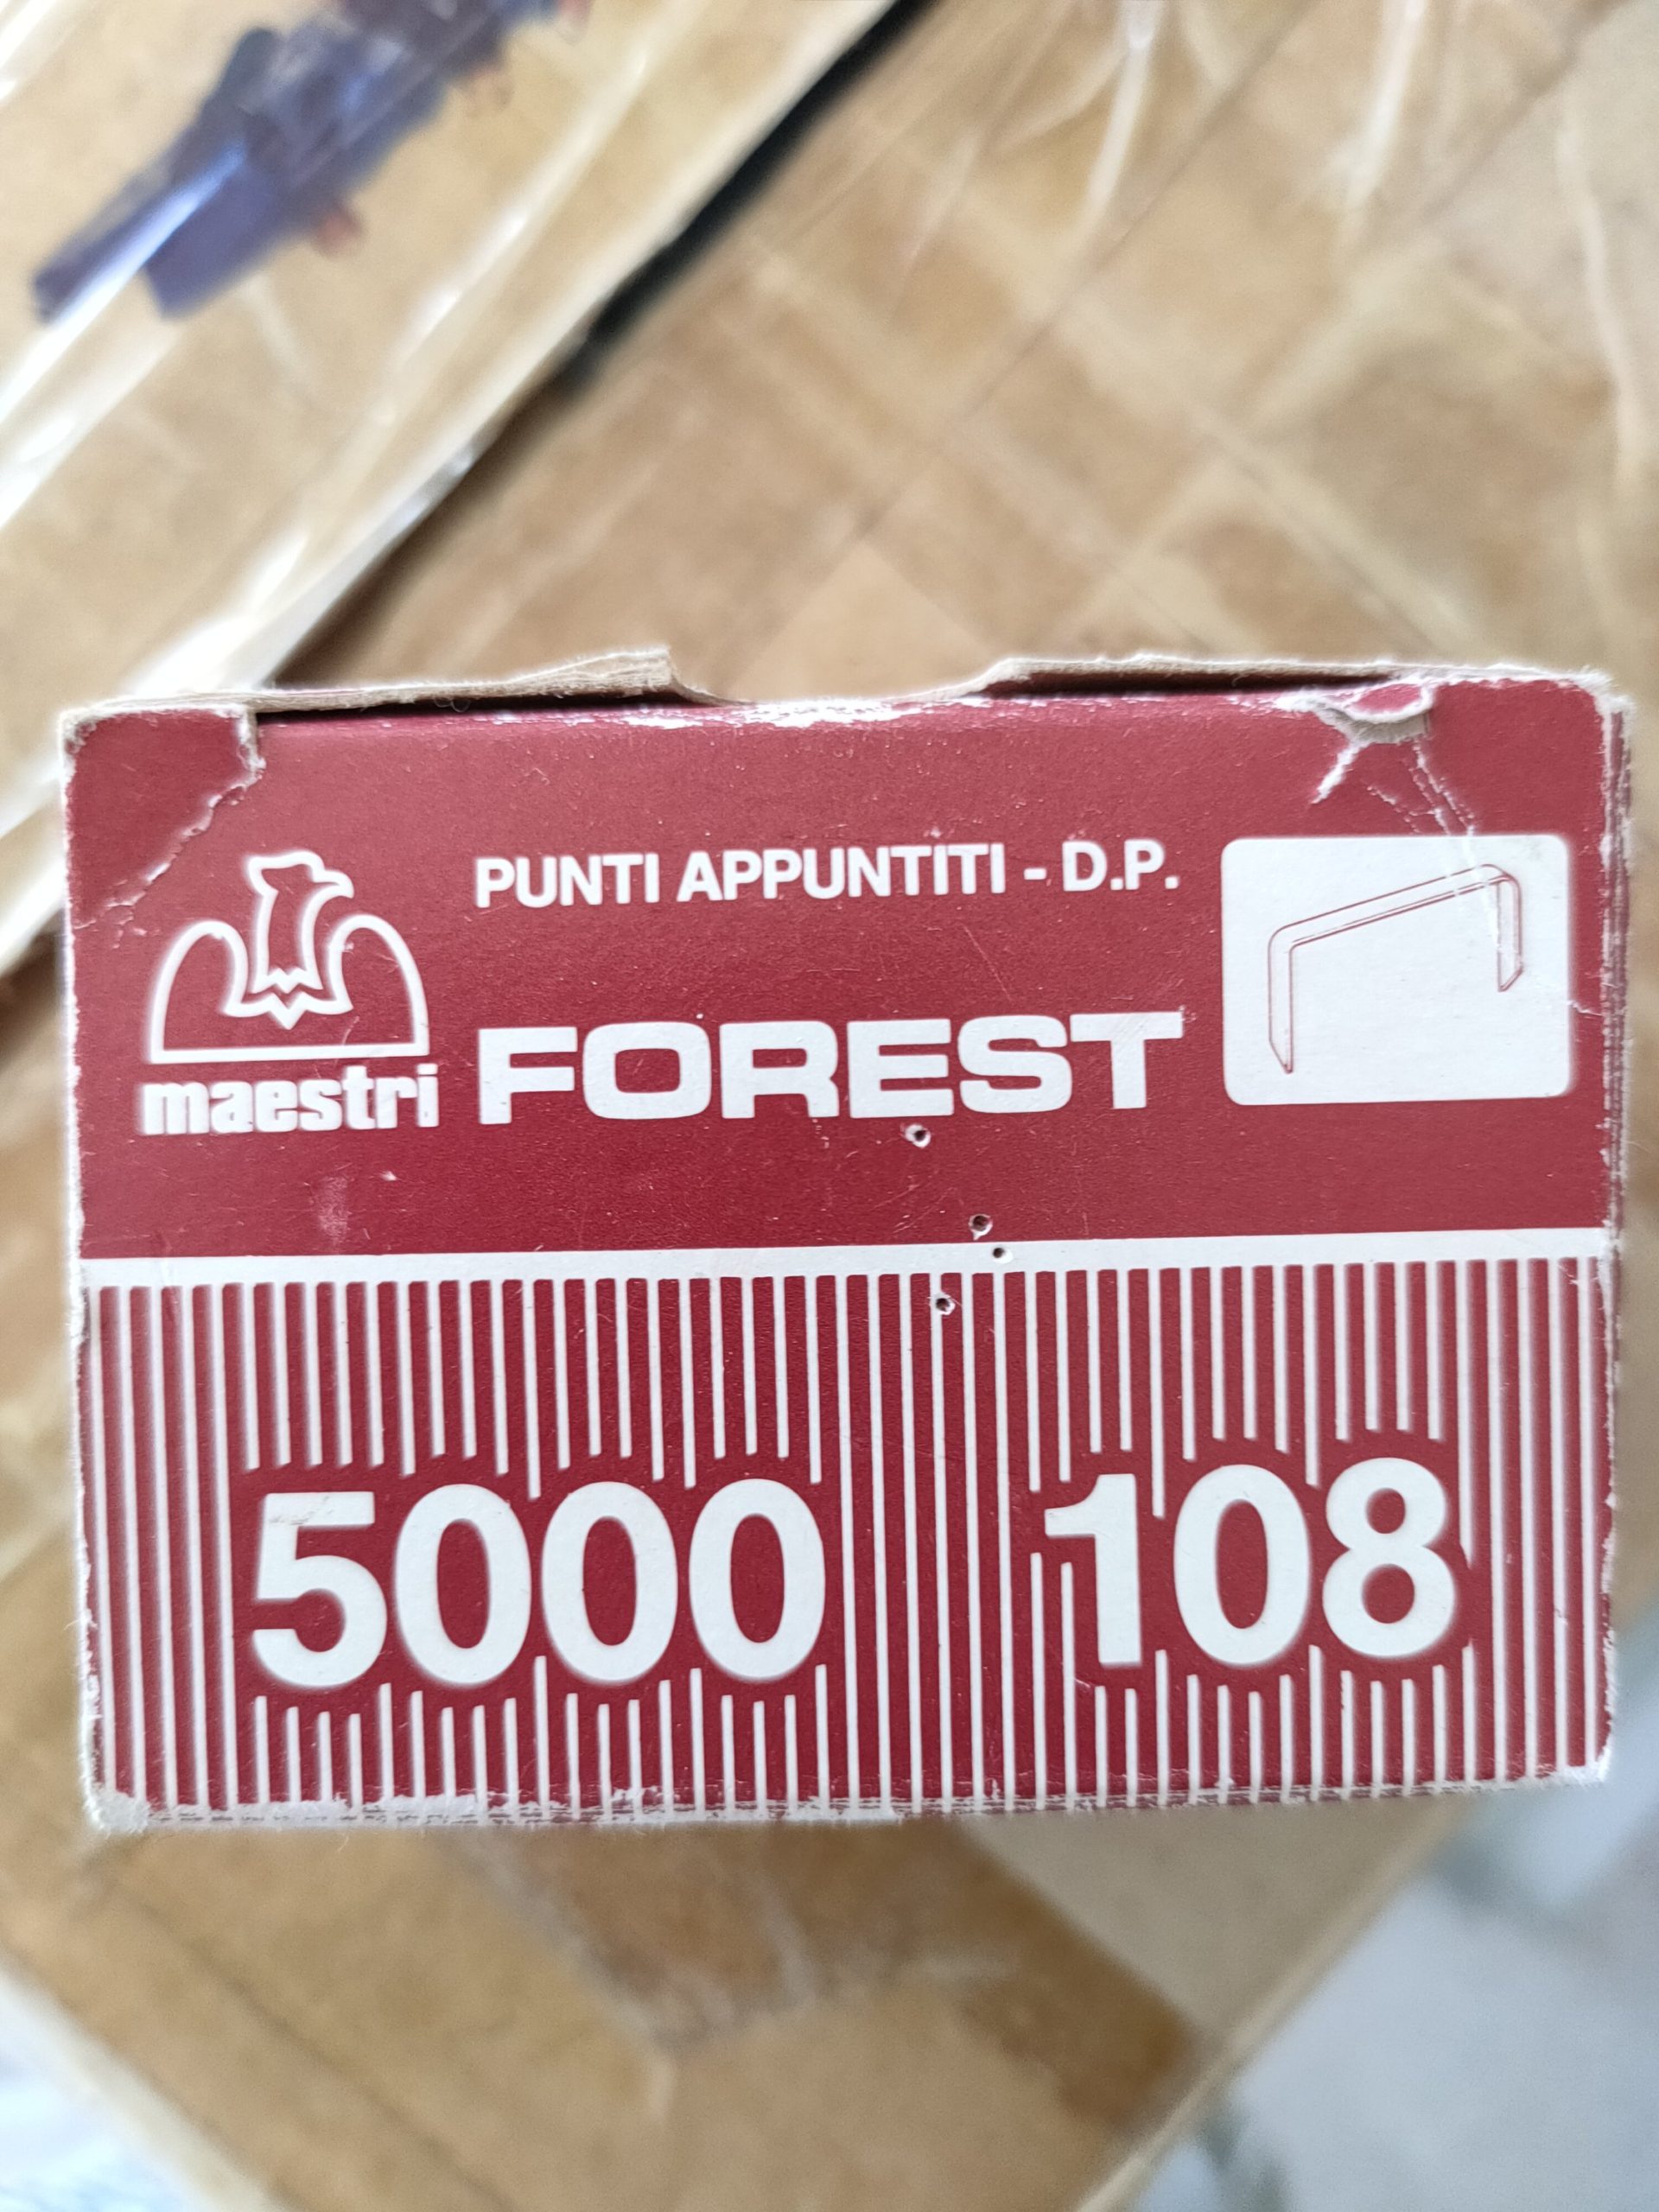 PUNTI APPUNTITI - D.P.
maestri FOREST
5000 108